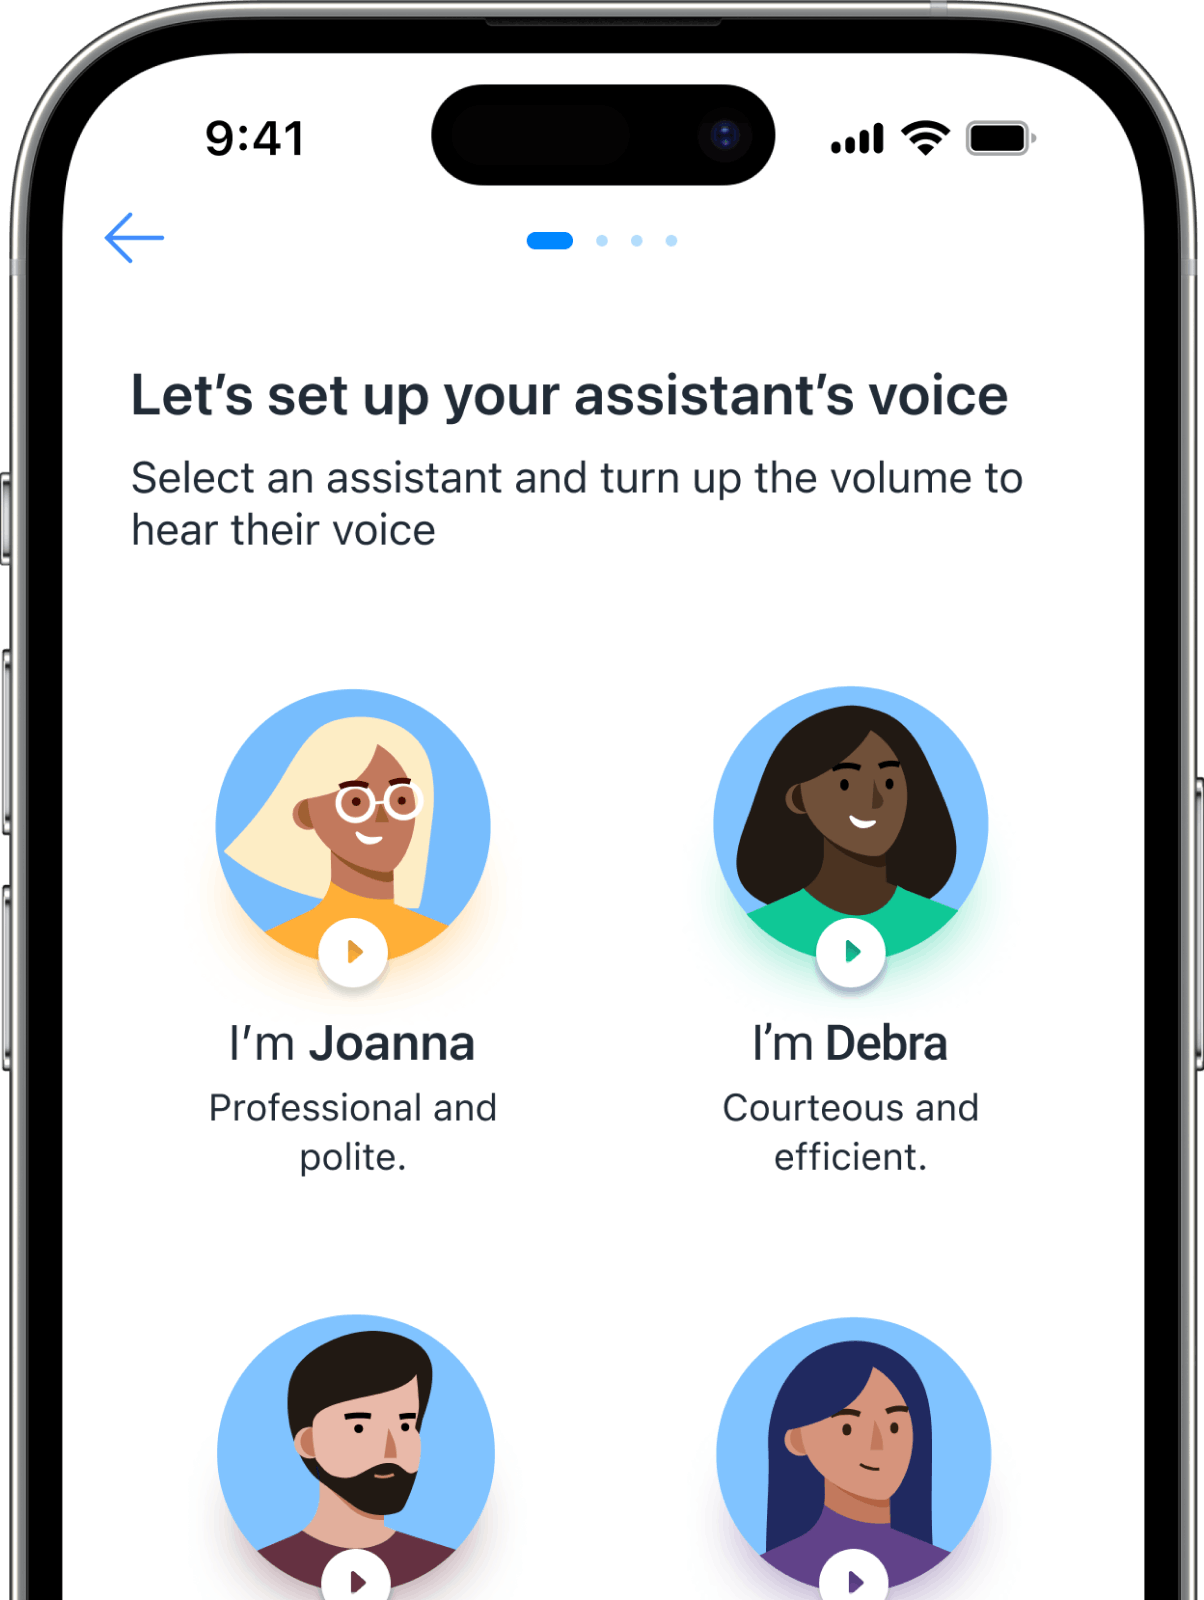 9:41
Let’s set up your assistant’s voice
Select an assistant and turn up the volume to
hear their voice
I’m Joanna
I’m Debra
Professional and
polite.
Courteous and
efficient.